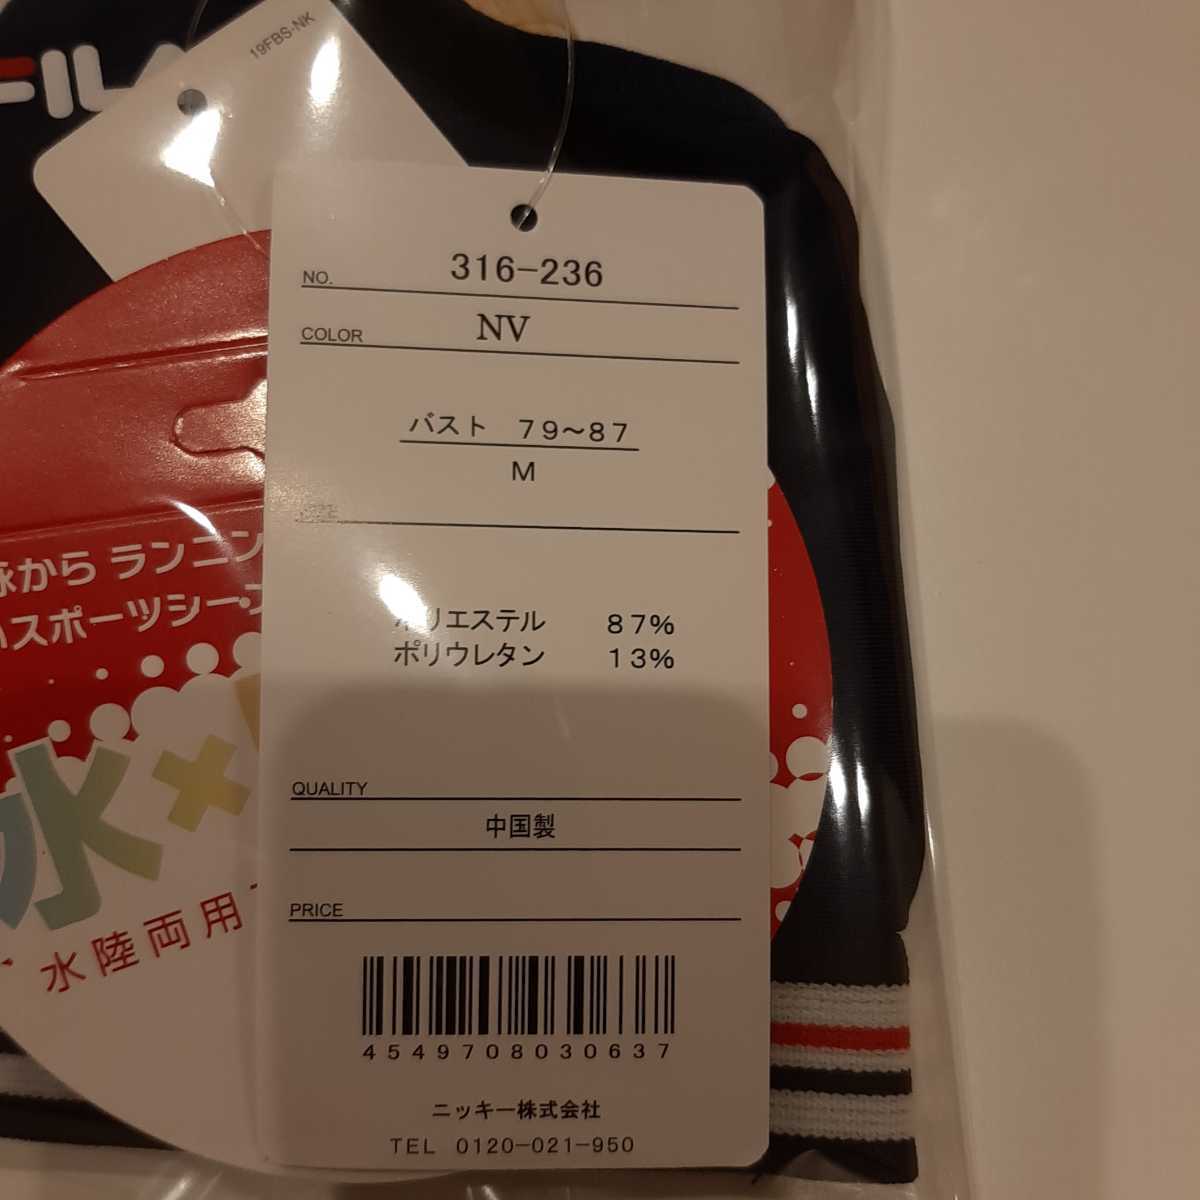 FILA
19FBS-NK
NO. 316-236
COLOR NV
バスト 79～87
M
ポリエステル 87%
ポリウレタン 13%
QUALITY
中国製
PRICE
4549708030637
ニッキー株式会社
TEL 0120-021-950
から ランニン
スポーツシーン
水×
水陸両用